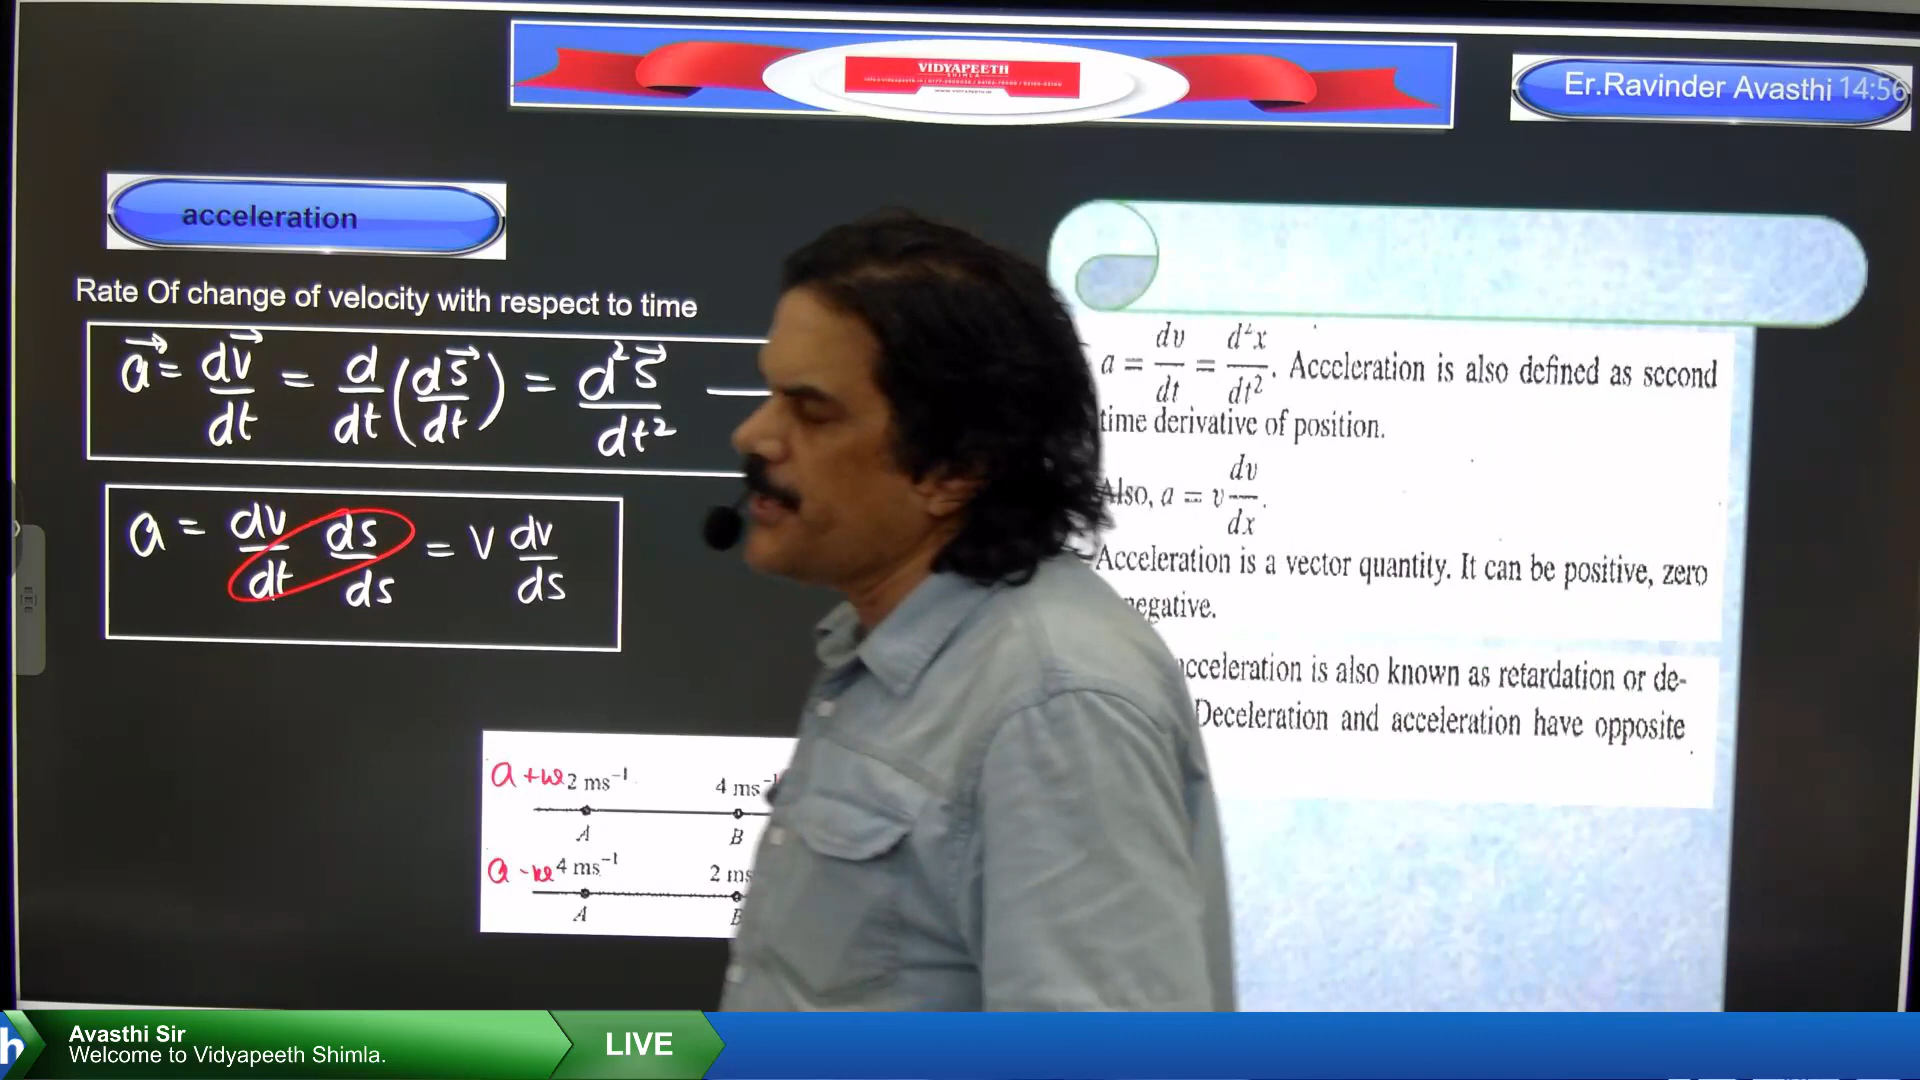 VIDYAPEETH
SHIMLA
Er.Ravinder Avasthi 14:56
acceleration
Rate Of change of velocity with respect to time
a⃗ = dv⃗/dt = d/dt (ds⃗/dt) = d²s⃗/dt² —
a = dv/dt ds/ds = v dv/ds
a = dv/dt = d²x/dt². Acceleration is also defined as second
time derivative of position.
Also, a = v dv/dx.
Acceleration is a vector quantity. It can be positive, zero
negative.
acceleration is also known as retardation or de-
Deceleration and acceleration have opposite
a +ve 2 ms⁻¹ 4 ms⁻¹
A B
a -ve 4 ms⁻¹ 2 ms
A B
h
Avasthi Sir
Welcome to Vidyapeeth Shimla.
LIVE